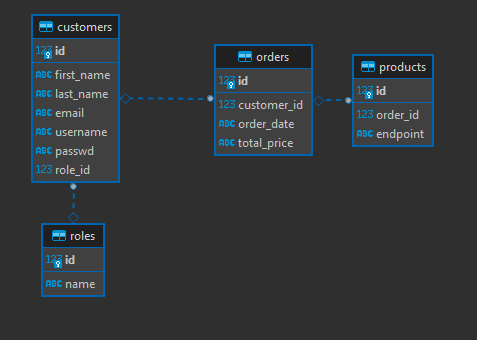 customers
123 id
ABC first_name
ABC last_name
ABC email
ABC username
ABC passwd
123 role_id
orders
123 id
123 customer_id
ABC order_date
ABC total_price
products
123 id
123 order_id
ABC endpoint
roles
123 id
ABC name